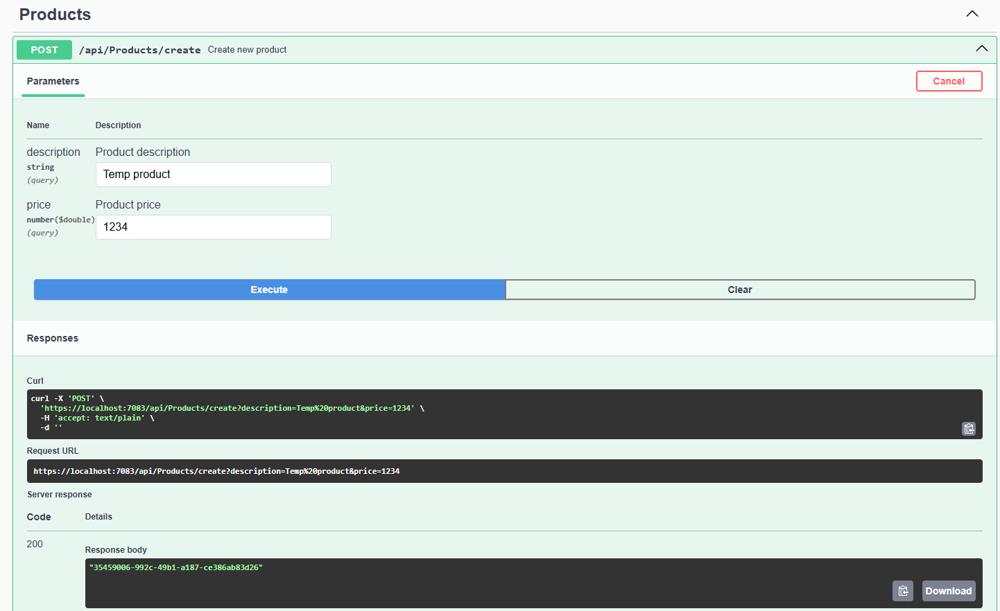 Products
POST /api/Products/create Create new product
Parameters Cancel
Name Description
description Product description
string
(query)
Temp product
price Product price
number($double)
(query)
1234
Execute Clear
Responses
Curl
curl -X 'POST' \
'https://localhost:7083/api/Products/create?description=Temp%20product&price=1234' \
-H 'accept: text/plain' \
-d ''
Request URL
https://localhost:7083/api/Products/create?description=Temp%20product&price=1234
Server response
Code Details
200
Response body
"35459006-992c-49b1-a187-ce386ab83d26"
Download